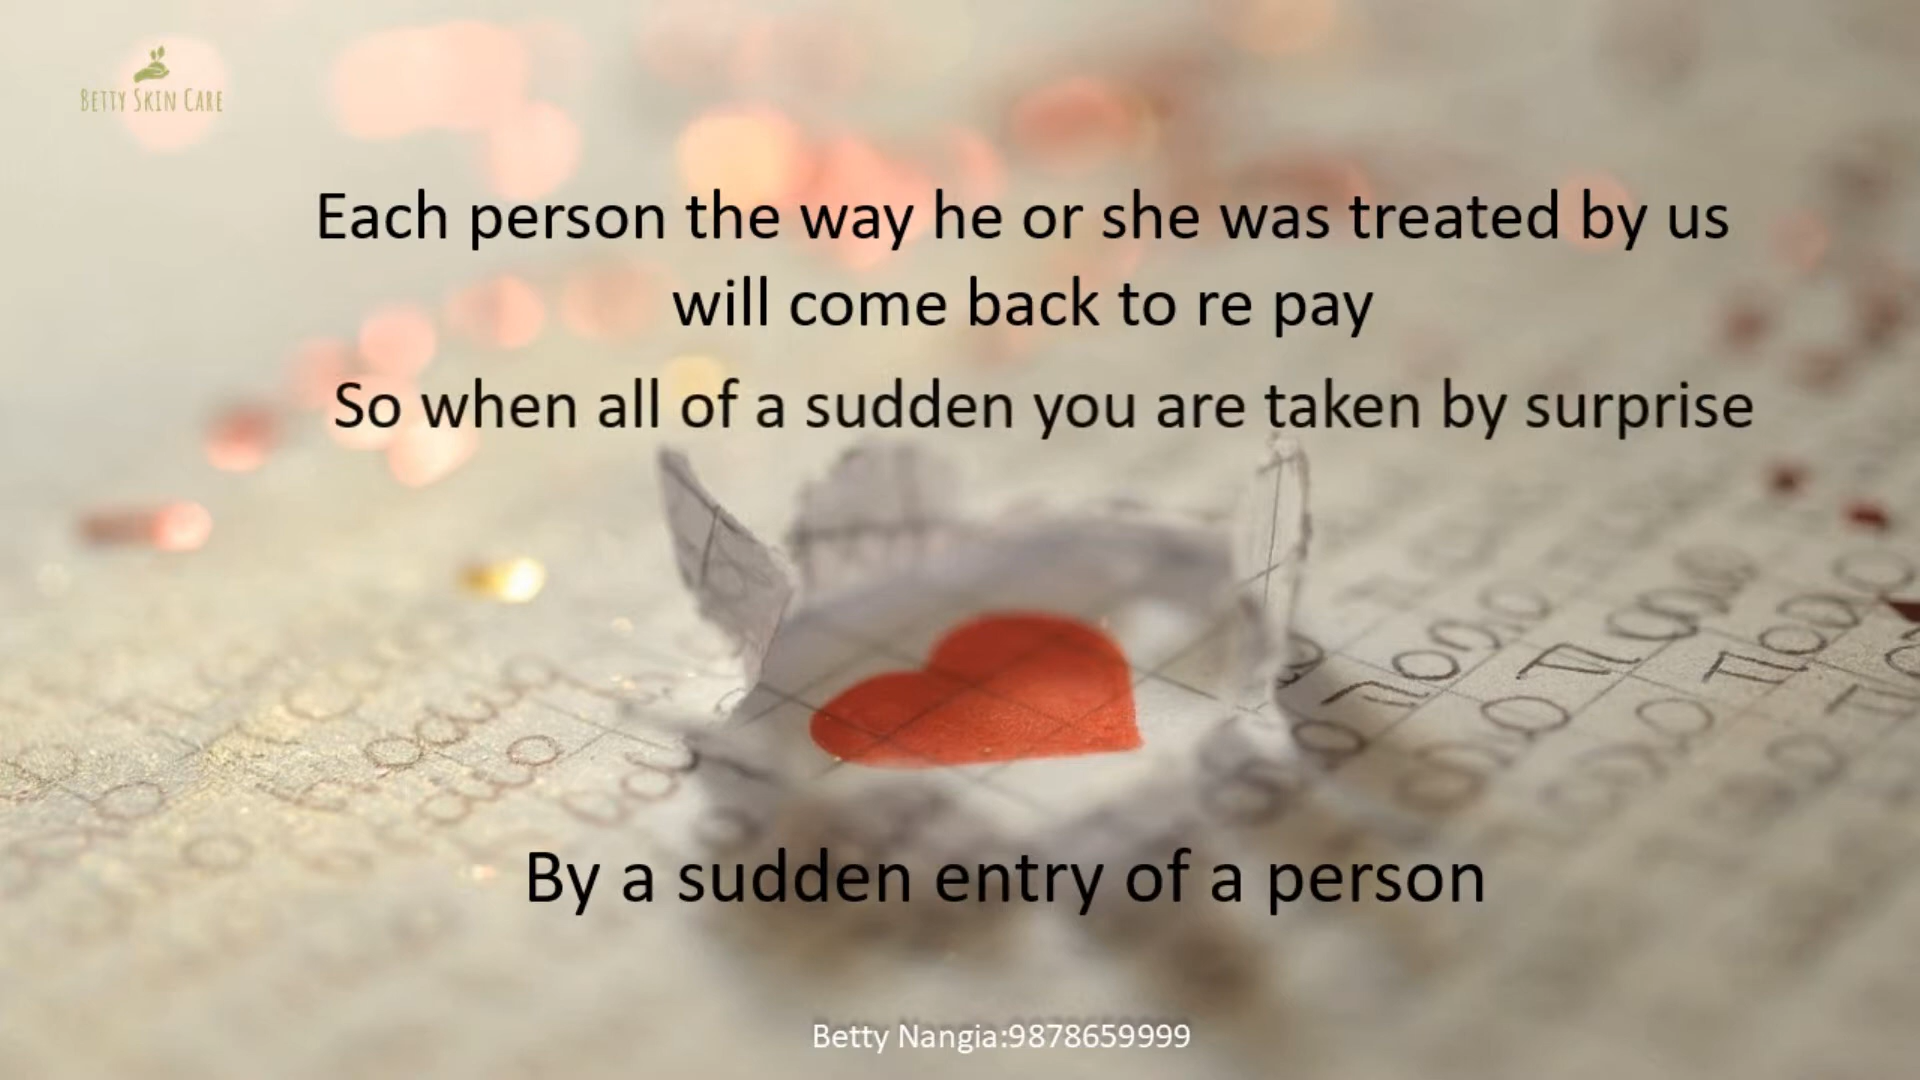 Betty Skin Care
Each person the way he or she was treated by us
will come back to re pay
So when all of a sudden you are taken by surprise
By a sudden entry of a person
Betty Nangia:9878659999